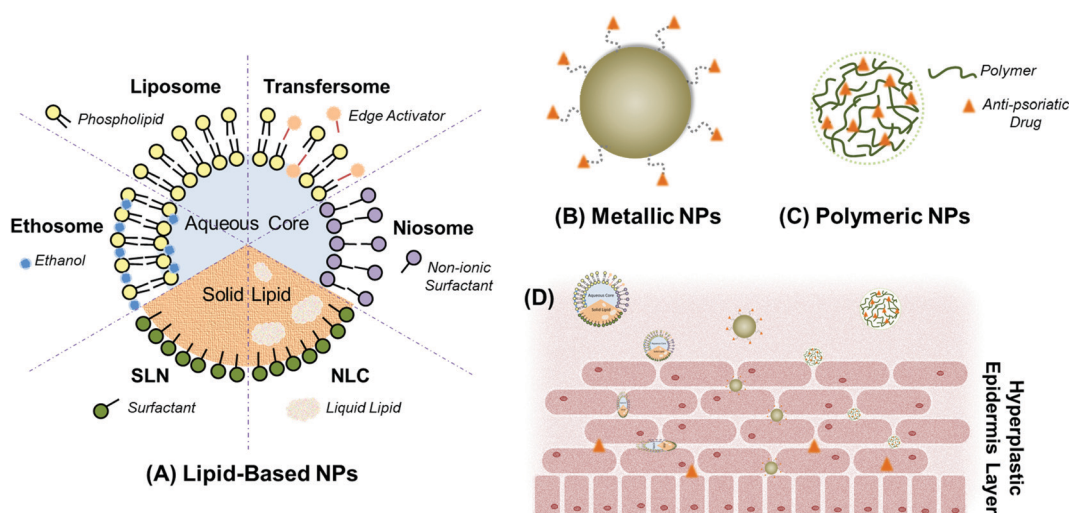 Liposome
Transfersome
Phospholipid
Edge Activator
Ethosome
Ethanol
Aqueous Core
Niosome
Non-ionic
Surfactant
Solid Lipid
SLN
NLC
Surfactant
Liquid Lipid
(A) Lipid-Based NPs
(B) Metallic NPs
Polymer
Anti-psoriatic
Drug
(C) Polymeric NPs
(D)
Aqueous Core
Solid Lipid
Hyperplastic
Epidermis Layer